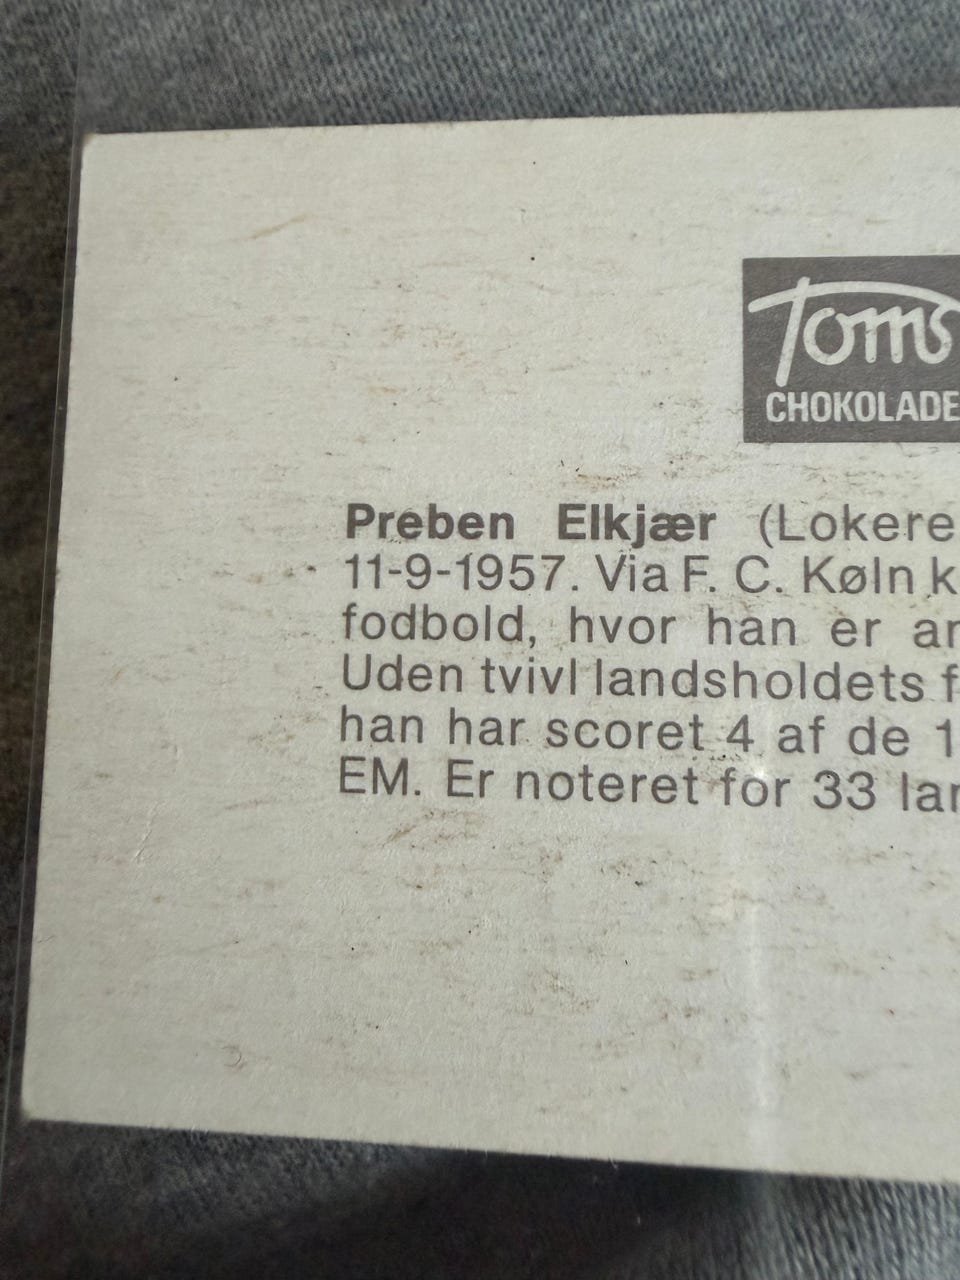 Toms
CHOKOLADE
Preben Elkjær (Lokere
11-9-1957. Via F. C. Køln k
fodbold, hvor han er
Uden tvivl landsholdets f
han har scoret 4 af de 1
EM. Er noteret for 33